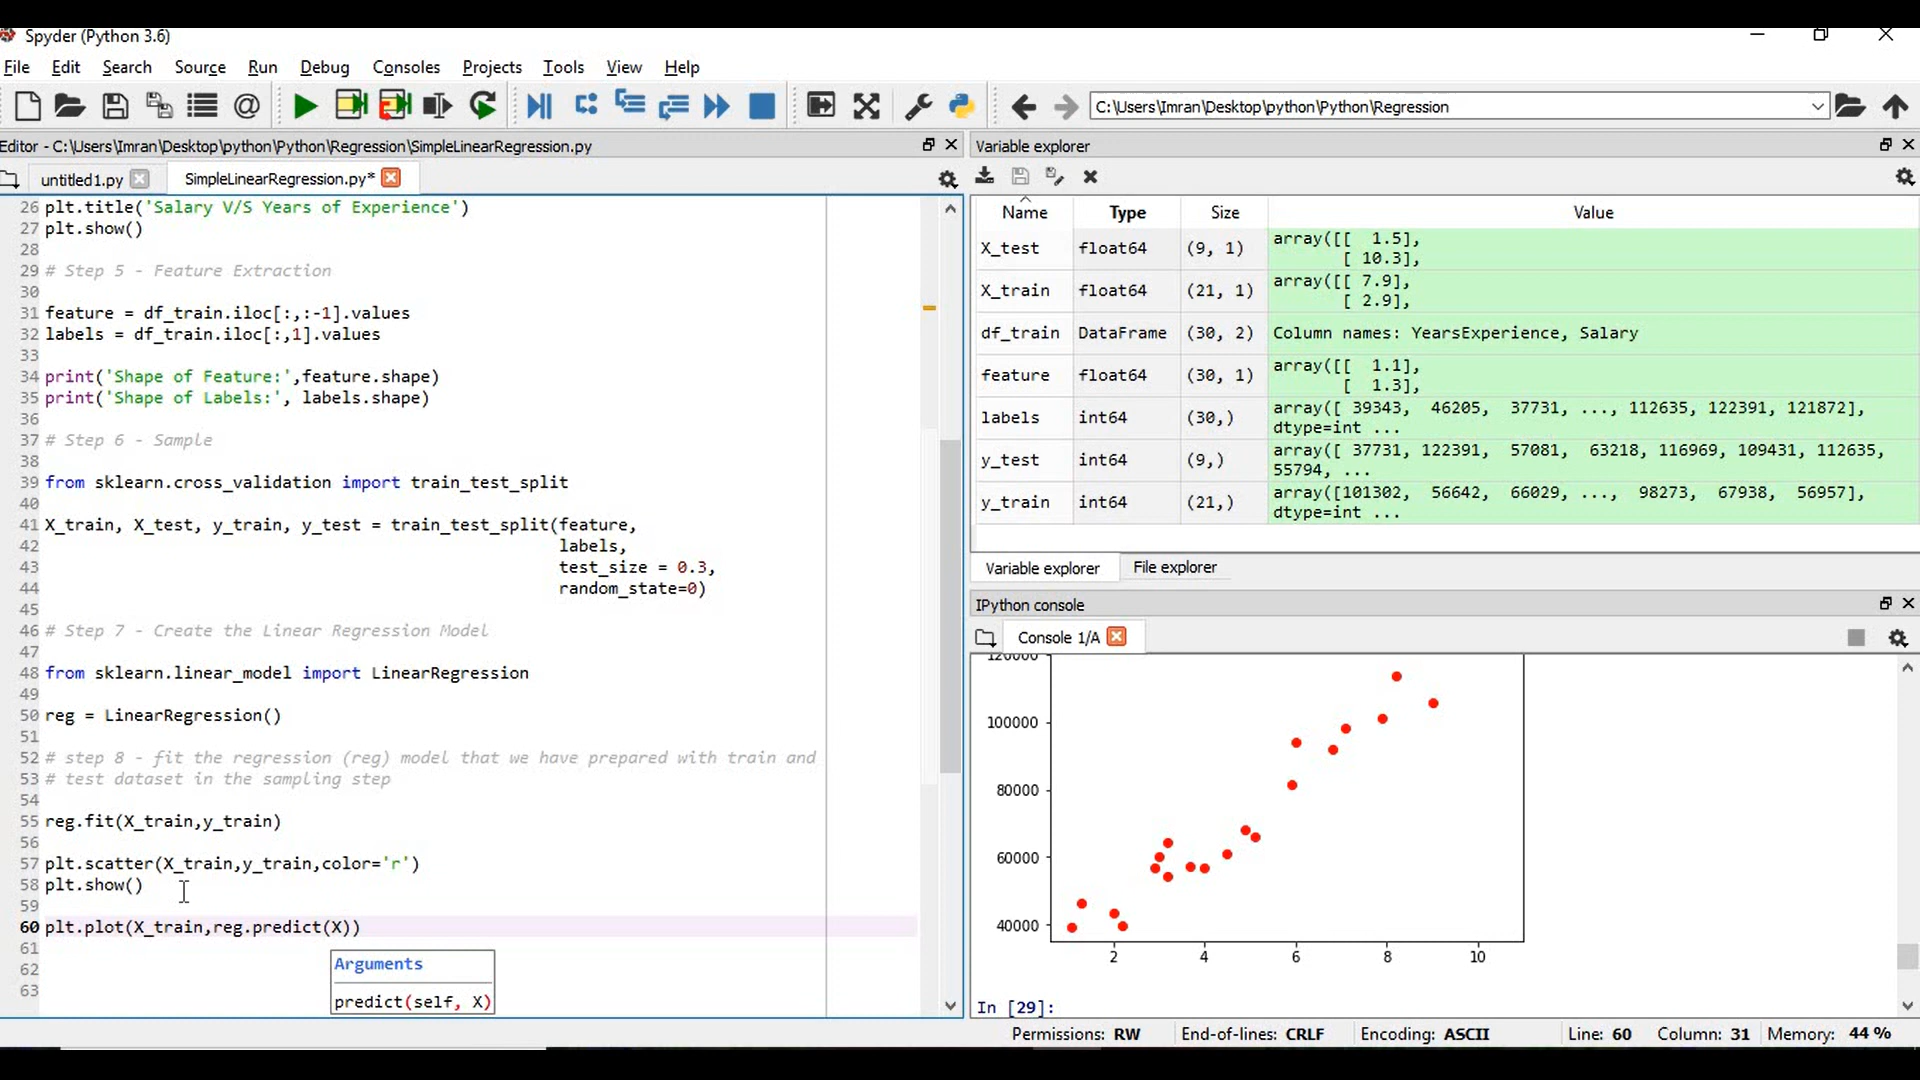 Spyder (Python 3.6)
File Edit Search Source Run Debug Consoles Projects Tools View Help
C:\Users\Imran\Desktop\python\Python\Regression
Editor - C:\Users\Imran\Desktop\python\Python\Regression\SimpleLinearRegression.py
untitled1.py SimpleLinearRegression.py*
26 plt.title('Salary V/S Years of Experience')
27 plt.show()
28
29 # Step 5 - Feature Extraction
30
31 feature = df_train.iloc[:,:-1].values
32 labels = df_train.iloc[:,1].values
33
34 print('Shape of Feature:',feature.shape)
35 print('Shape of Labels:', labels.shape)
36
37 # Step 6 - Sample
38
39 from sklearn.cross_validation import train_test_split
40
41 X_train, X_test, y_train, y_test = train_test_split(feature,
42 labels,
43 test_size = 0.3,
44 random_state=0)
45
46 # Step 7 - Create the Linear Regression Model
47
48 from sklearn.linear_model import LinearRegression
49
50 reg = LinearRegression()
51
52 # step 8 - fit the regression (reg) model that we have prepared with train and
53 # test dataset in the sampling step
54
55 reg.fit(X_train,y_train)
56
57 plt.scatter(X_train,y_train,color='r')
58 plt.show()
59
60 plt.plot(X_train,reg.predict(X))
61
62
63
Arguments
predict(self, X)
Variable explorer
Name Type Size Value
X_test float64 (9, 1) array([[ 1.5],
[ 10.3],
X_train float64 (21, 1) array([[ 7.9],
[ 2.9],
df_train DataFrame (30, 2) Column names: YearsExperience, Salary
feature float64 (30, 1) array([[ 1.1],
[ 1.3],
labels int64 (30,) array([ 39343, 46205, 37731, ..., 112635, 122391, 121872],
dtype=int ...
y_test int64 (9,) array([ 37731, 122391, 57081, 63218, 116969, 109431, 112635,
55794, ...
y_train int64 (21,) array([101302, 56642, 66029, ..., 98273, 67938, 56957],
dtype=int ...
Variable explorer File explorer
IPython console
Console 1/A
120000
100000
80000
60000
40000
2 4 6 8 10
In [29]:
Permissions: RW End-of-lines: CRLF Encoding: ASCII Line: 60 Column: 31 Memory: 44 %